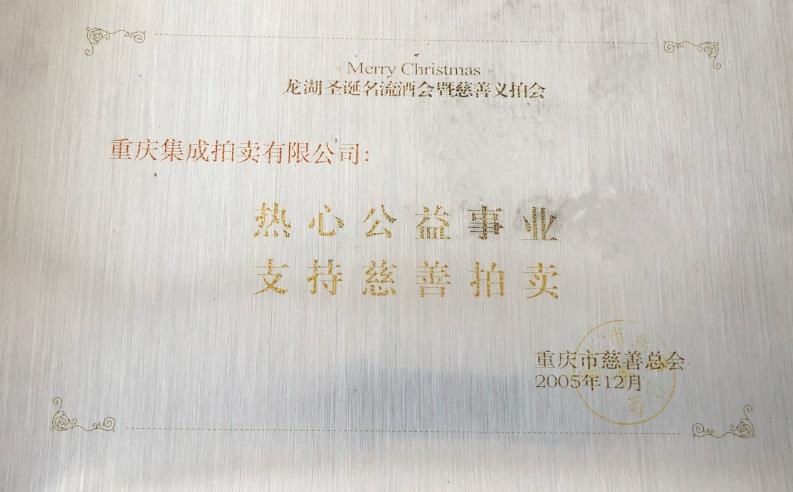 Merry Christmas
龙湖圣诞名流酒会暨慈善义拍会
重庆集成拍卖有限公司:
热心公益事业
支持慈善拍卖
重庆市慈善总会
2005年12月